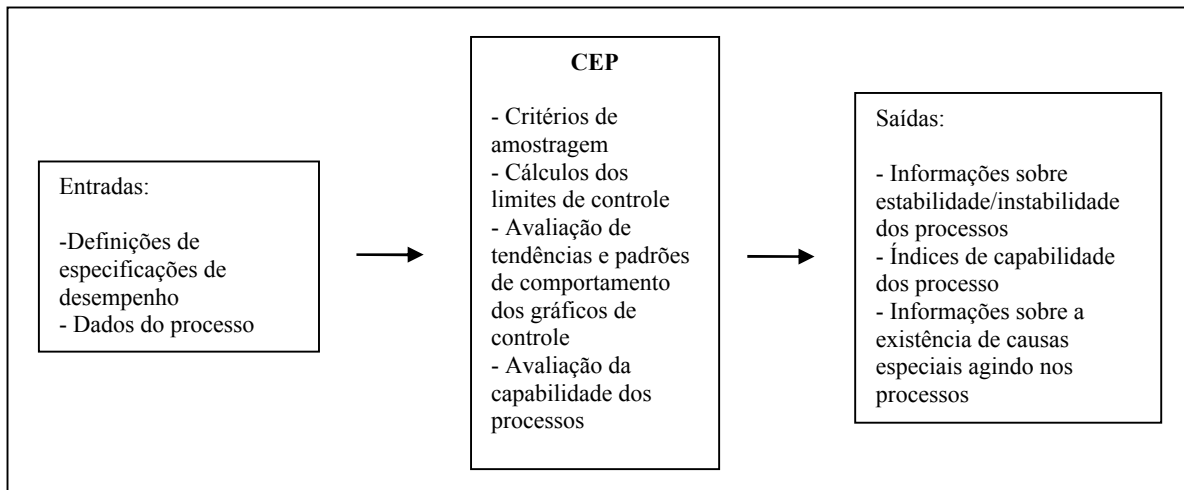 Entradas:
-Definições de
especificações de
desempenho
- Dados do processo
CEP
- Critérios de
amostragem
- Cálculos dos
limites de controle
- Avaliação de
tendências e padrões
de comportamento
dos gráficos de
controle
- Avaliação da
capabilidade dos
processos
Saídas:
- Informações sobre
estabilidade/instabilidade
dos processos
- Índices de capabilidade
dos processo
- Informações sobre a
existência de causas
especiais agindo nos
processos